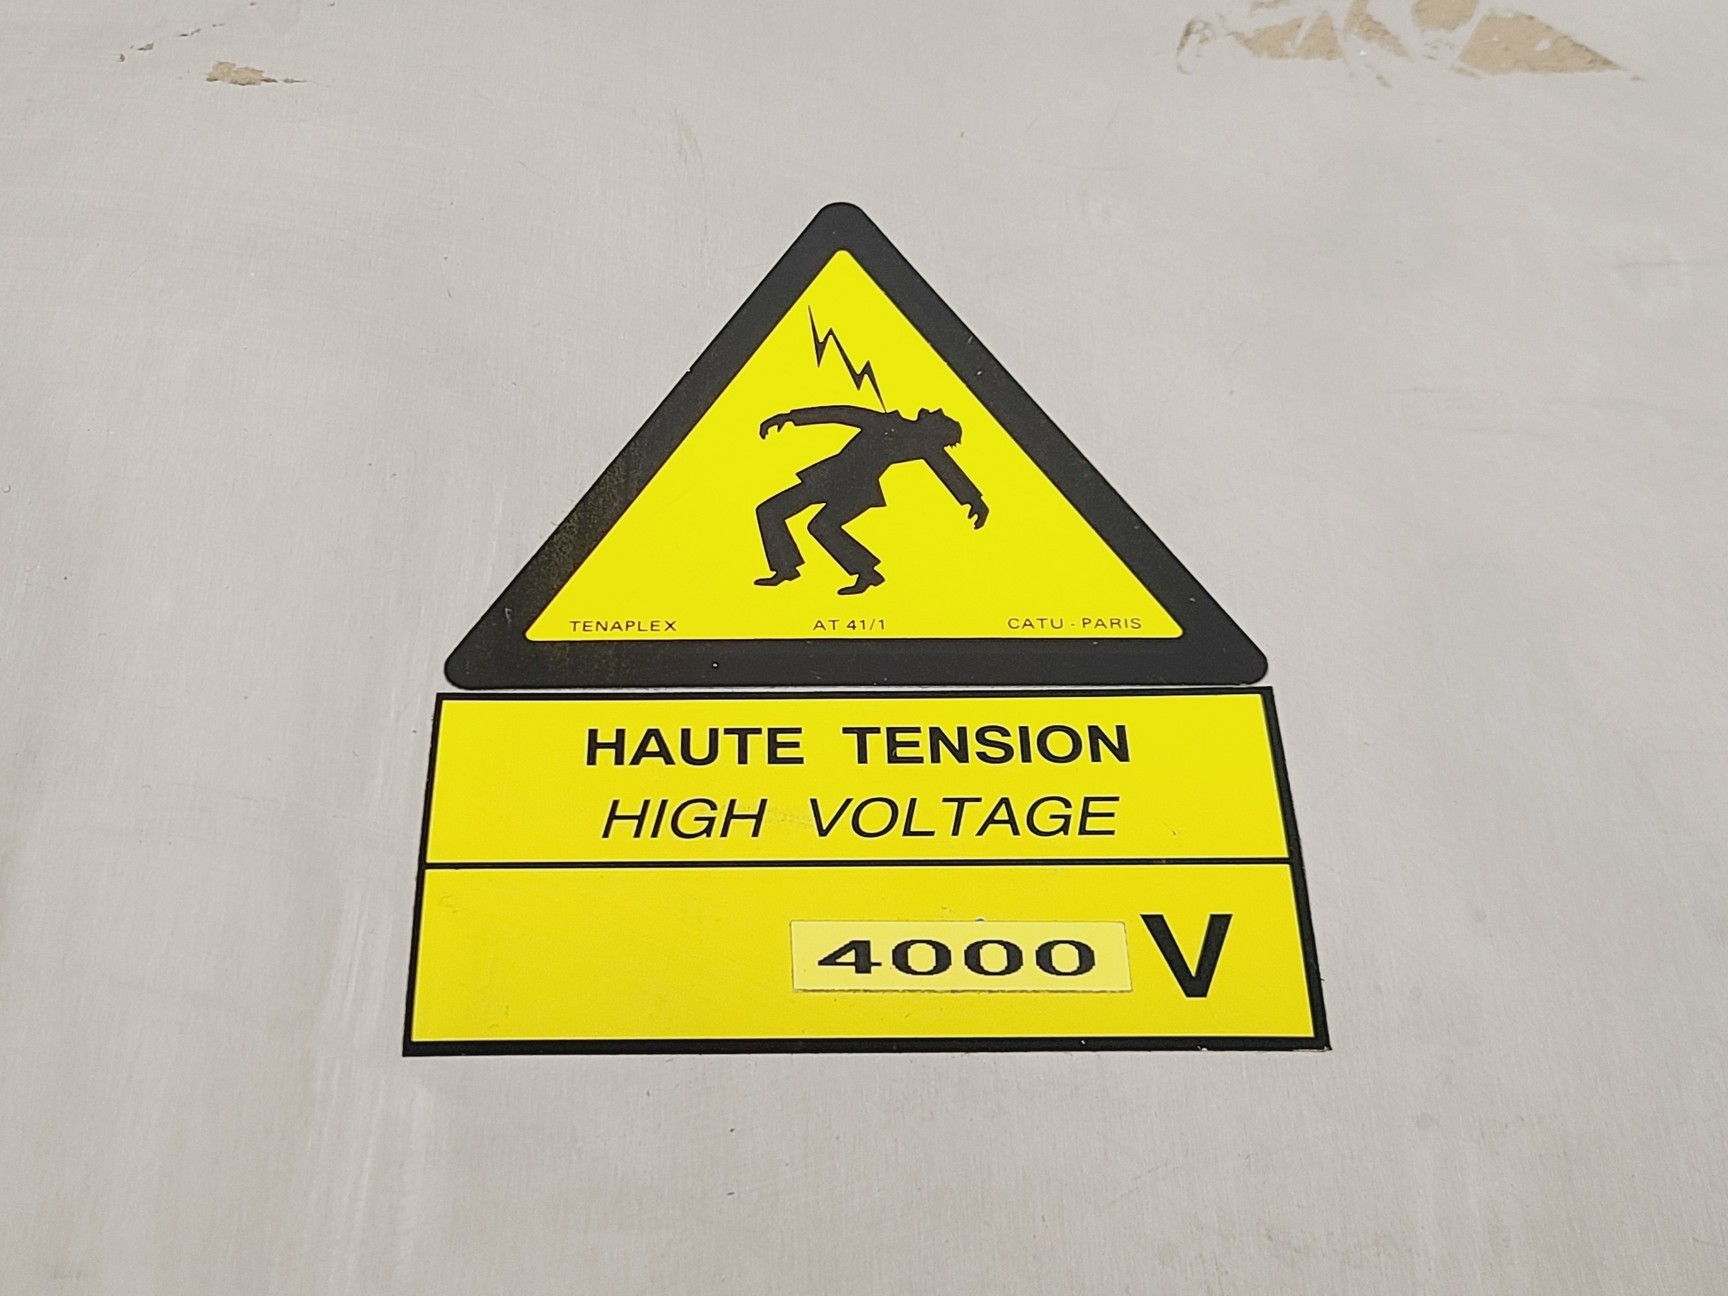 TENAPLEX AT 41/1 CATU - PARIS
HAUTE TENSION
HIGH VOLTAGE
4000 V